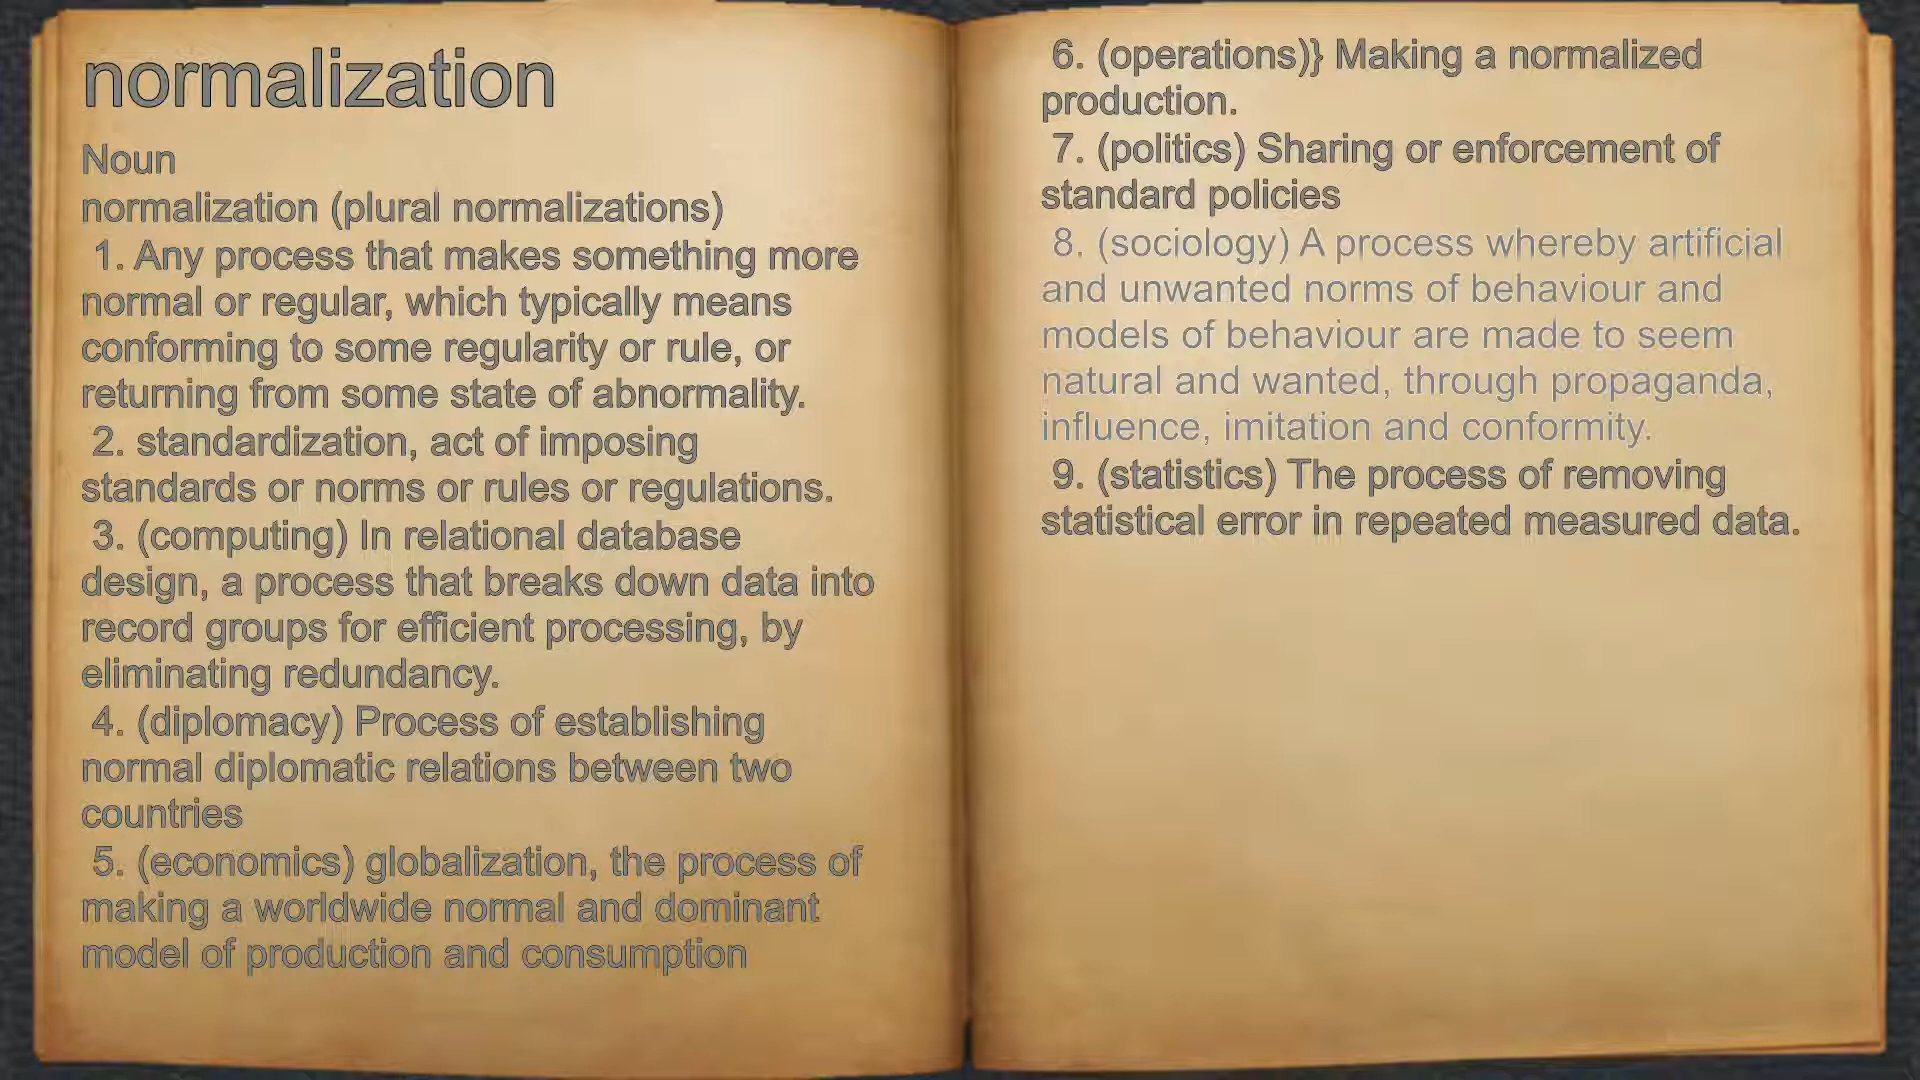 normalization
Noun
normalization (plural normalizations)
1. Any process that makes something more
normal or regular, which typically means
conforming to some regularity or rule, or
returning from some state of abnormality.
2. standardization, act of imposing
standards or norms or rules or regulations.
3. (computing) In relational database
design, a process that breaks down data into
record groups for efficient processing, by
eliminating redundancy.
4. (diplomacy) Process of establishing
normal diplomatic relations between two
countries
5. (economics) globalization, the process of
making a worldwide normal and dominant
model of production and consumption
6. (operations)} Making a normalized
production.
7. (politics) Sharing or enforcement of
standard policies
8. (sociology) A process whereby artificial
and unwanted norms of behaviour and
models of behaviour are made to seem
natural and wanted, through propaganda,
influence, imitation and conformity.
9. (statistics) The process of removing
statistical error in repeated measured data.